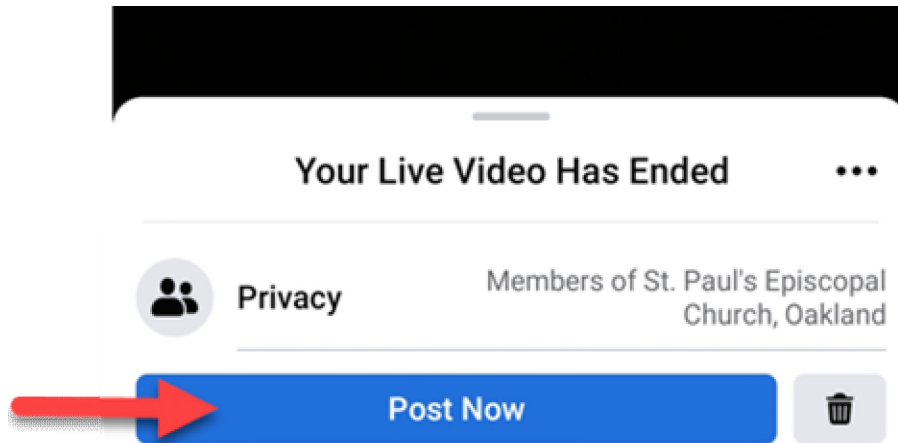 Your Live Video Has Ended
Privacy
Members of St. Paul's Episcopal
Church, Oakland
Post Now